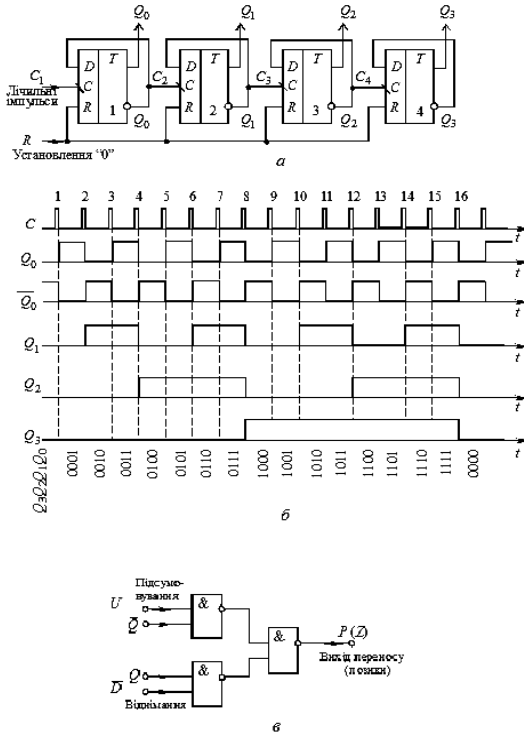 Q0 Q1 Q2 Q3
D T D T D T D T
C1 C C2 C C3 C C4 C
Лічильні
імпульси
R 1 Q0 R 2 Q1 R 3 Q2 R 4 Q3
R
Установлення “0”
а
1 2 3 4 5 6 7 8 9 10 11 12 13 14 15 16
C t
Q0 t
Q0 t
Q1 t
Q2 t
Q3 t
Q3Q2Q1Q0 0001 0010 0011 0100 0101 0110 0111 1000 1001 1010 1011 1100 1101 1110 1111 0000
б
Підсумо-
вування
U & Q̅
& P(Z)
Вихід переносу
(позики)
Q & D̅
Віднімання
в